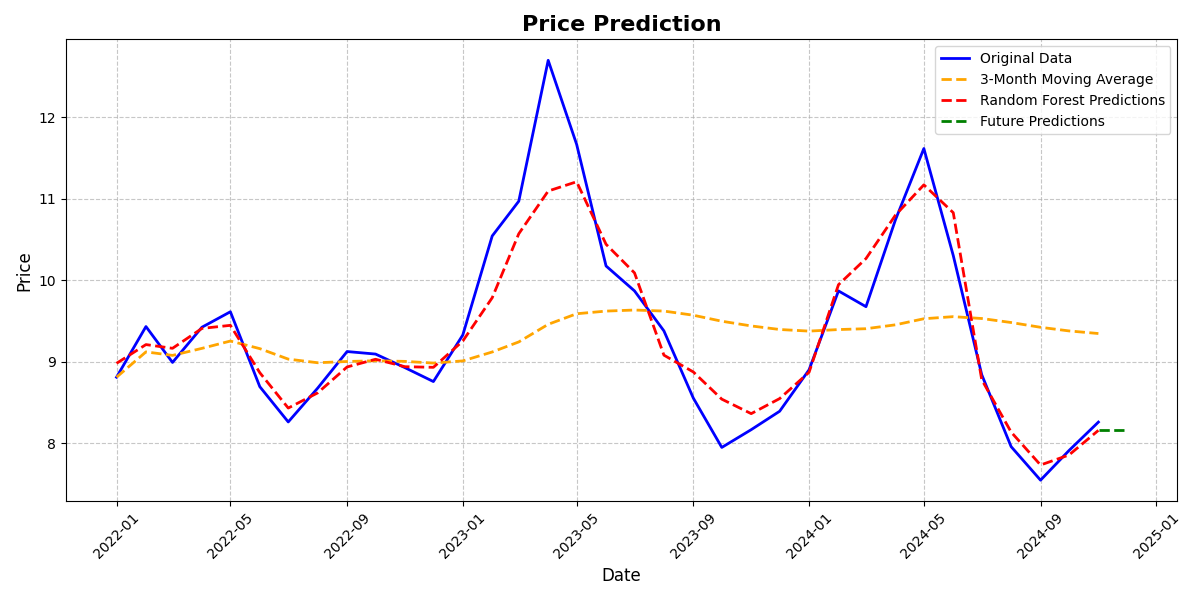 Price Prediction
Original Data
3-Month Moving Average
Random Forest Predictions
Future Predictions
Price
12
11
10
9
8
2022-01
2022-05
2022-09
2023-01
2023-05
2023-09
2024-01
2024-05
2024-09
2025-01
Date